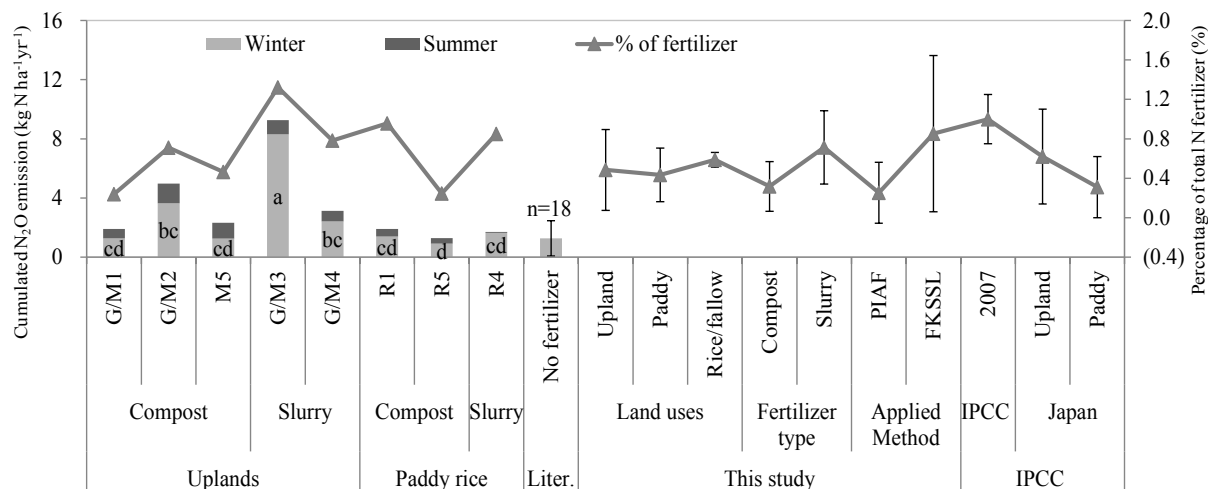 Cumulated N₂O emission (kg N ha⁻¹yr⁻¹)
16
12
8
4
0
Winter
Summer
% of fertilizer
2.0
1.6
1.2
0.8
0.4
0.0
(0.4)
Percentage of total N fertilizer (%)
n=18
cd
bc
cd
a
bc
cd
d
cd
G/M1
G/M2
M5
G/M3
G/M4
R1
R5
R4
No fertilizer
Upland
Paddy
Rice/fallow
Compost
Slurry
PIAF
FKSSL
2007
Upland
Paddy
Compost
Slurry
Compost
Slurry
Land uses
Fertilizer
type
Applied
Method
IPCC
Japan
Uplands
Paddy rice
Liter.
This study
IPCC